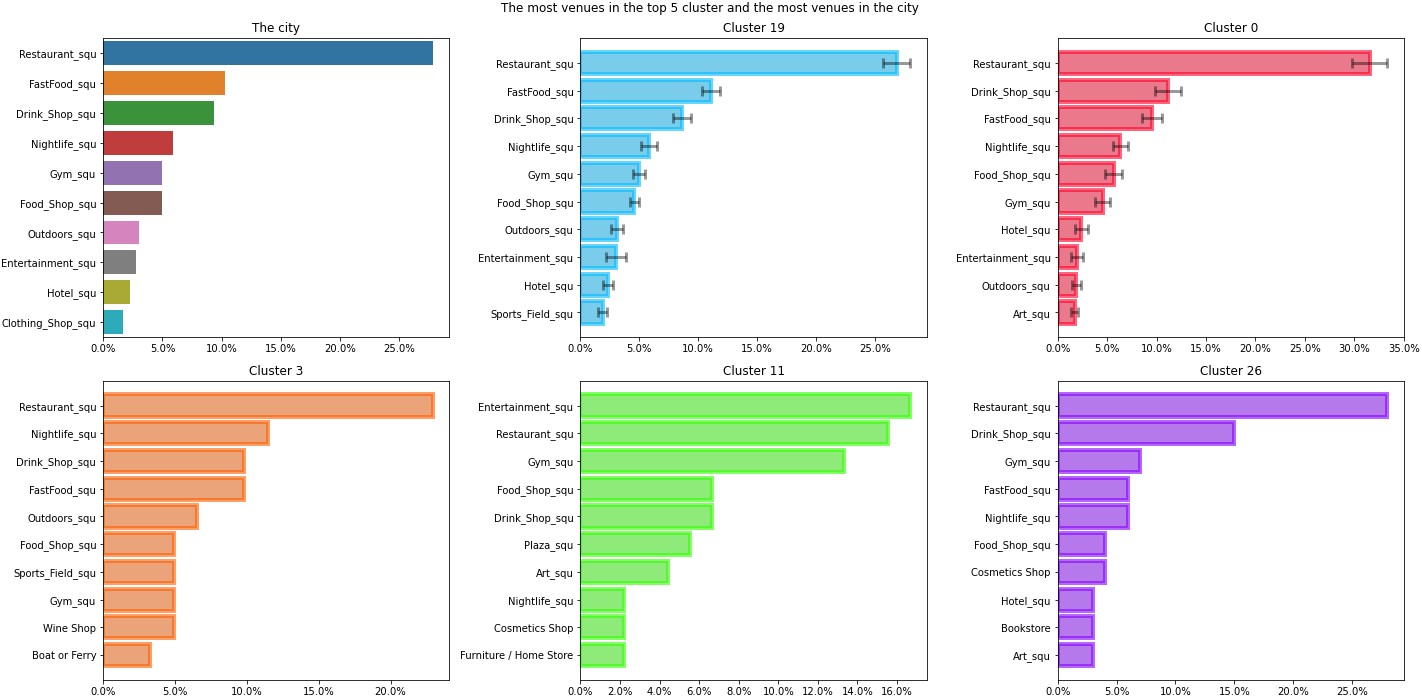 The most venues in the top 5 cluster and the most venues in the city
The city
Restaurant_squ
FastFood_squ
Drink_Shop_squ
Nightlife_squ
Gym_squ
Food_Shop_squ
Outdoors_squ
Entertainment_squ
Hotel_squ
Clothing_Shop_squ
0.0% 5.0% 10.0% 15.0% 20.0% 25.0%
Cluster 19
Restaurant_squ
FastFood_squ
Drink_Shop_squ
Nightlife_squ
Gym_squ
Food_Shop_squ
Outdoors_squ
Entertainment_squ
Hotel_squ
Sports_Field_squ
0.0% 5.0% 10.0% 15.0% 20.0% 25.0%
Cluster 0
Restaurant_squ
Drink_Shop_squ
FastFood_squ
Nightlife_squ
Food_Shop_squ
Gym_squ
Hotel_squ
Entertainment_squ
Outdoors_squ
Art_squ
0.0% 5.0% 10.0% 15.0% 20.0% 25.0% 30.0% 35.0%
Cluster 3
Restaurant_squ
Nightlife_squ
Drink_Shop_squ
FastFood_squ
Outdoors_squ
Food_Shop_squ
Sports_Field_squ
Gym_squ
Wine Shop
Boat or Ferry
0.0% 5.0% 10.0% 15.0% 20.0%
Cluster 11
Entertainment_squ
Restaurant_squ
Gym_squ
Food_Shop_squ
Drink_Shop_squ
Plaza_squ
Art_squ
Nightlife_squ
Cosmetics Shop
Furniture / Home Store
0.0% 2.0% 4.0% 6.0% 8.0% 10.0% 12.0% 14.0% 16.0%
Cluster 26
Restaurant_squ
Drink_Shop_squ
Gym_squ
FastFood_squ
Nightlife_squ
Food_Shop_squ
Cosmetics Shop
Hotel_squ
Bookstore
Art_squ
0.0% 5.0% 10.0% 15.0% 20.0% 25.0%